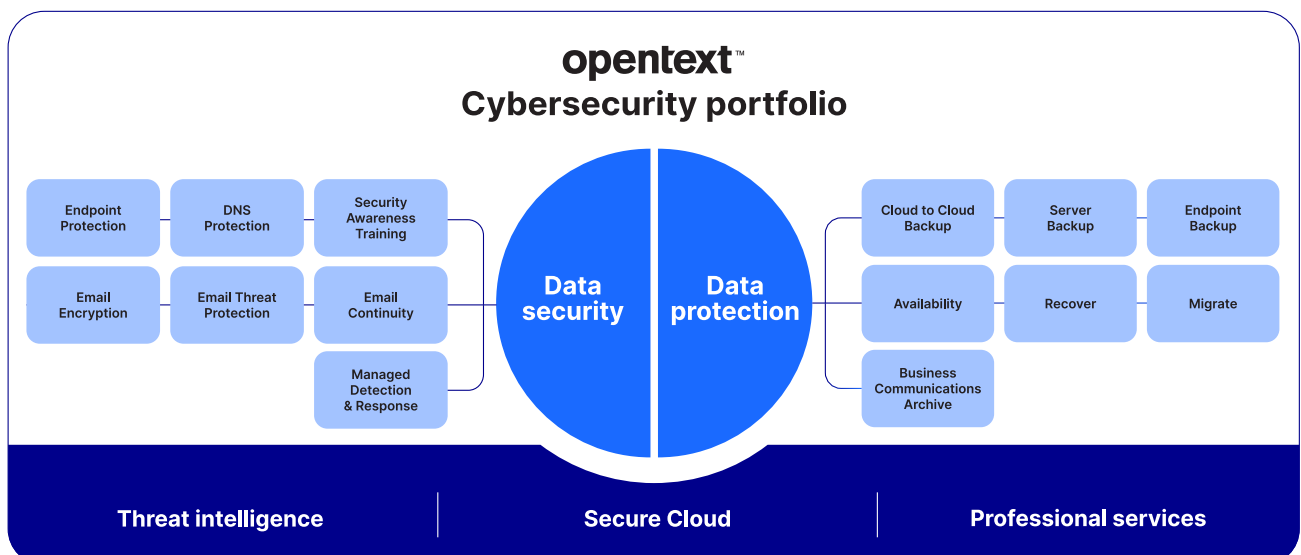 opentext™
Cybersecurity portfolio
Endpoint
Protection
DNS
Protection
Security
Awareness
Training
Email
Encryption
Email Threat
Protection
Email
Continuity
Managed
Detection
& Response
Data
security
Data
protection
Cloud to Cloud
Backup
Server
Backup
Endpoint
Backup
Availability
Recover
Migrate
Business
Communications
Archive
Threat intelligence
Secure Cloud
Professional services